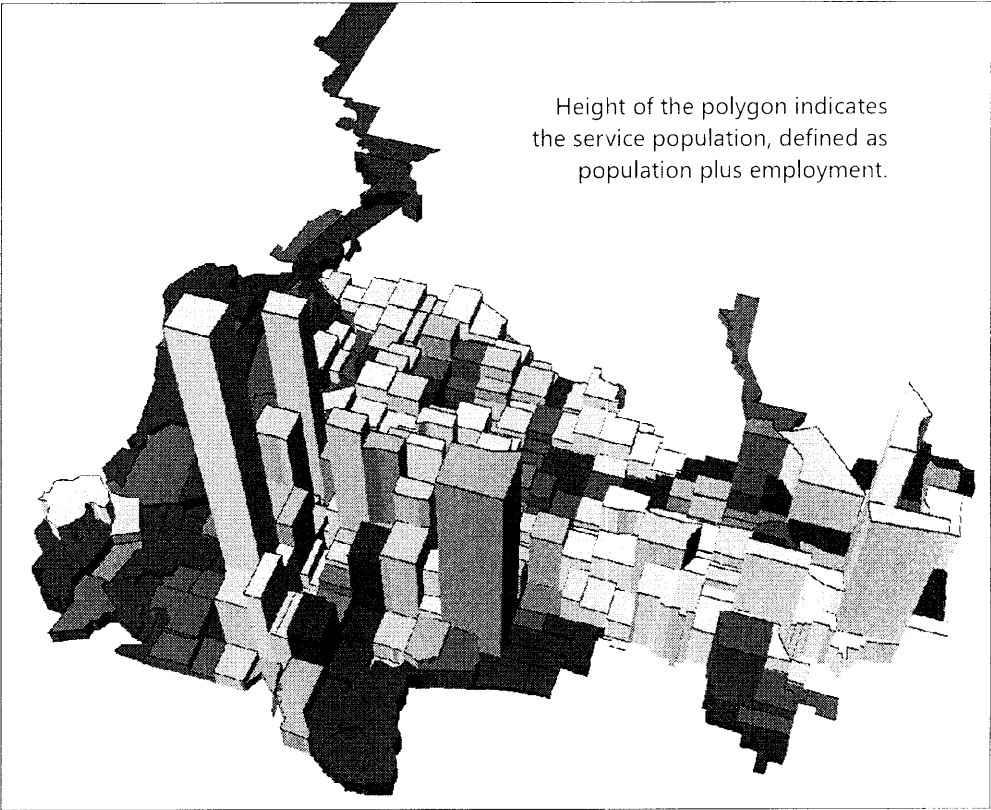 Height of the polygon indicates
the service population, defined as
population plus employment.